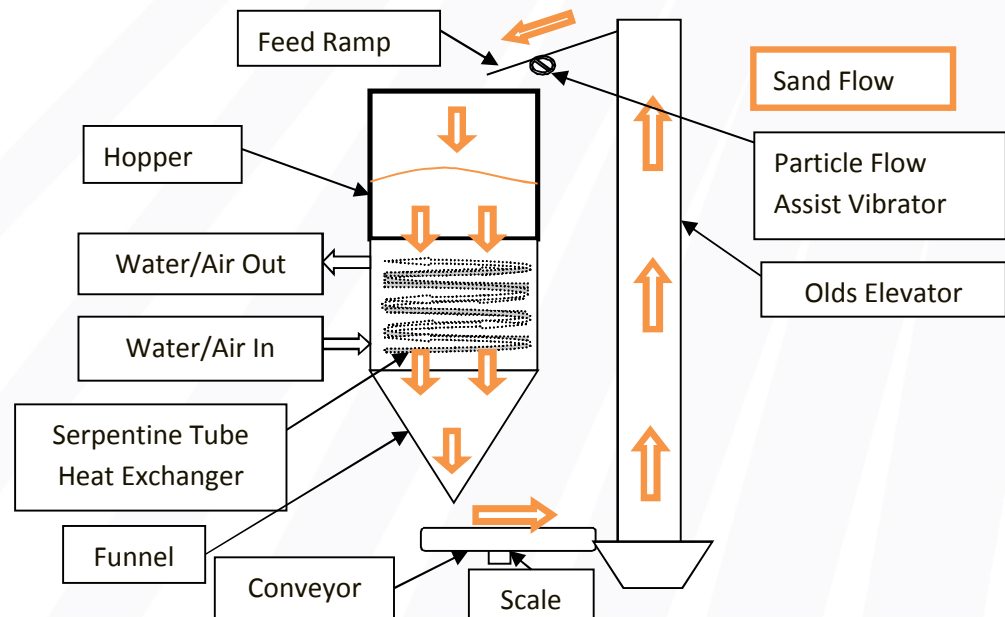 Feed Ramp
Sand Flow
Hopper
Particle Flow
Assist Vibrator
Water/Air Out
Olds Elevator
Water/Air In
Serpentine Tube
Heat Exchanger
Funnel
Conveyor
Scale